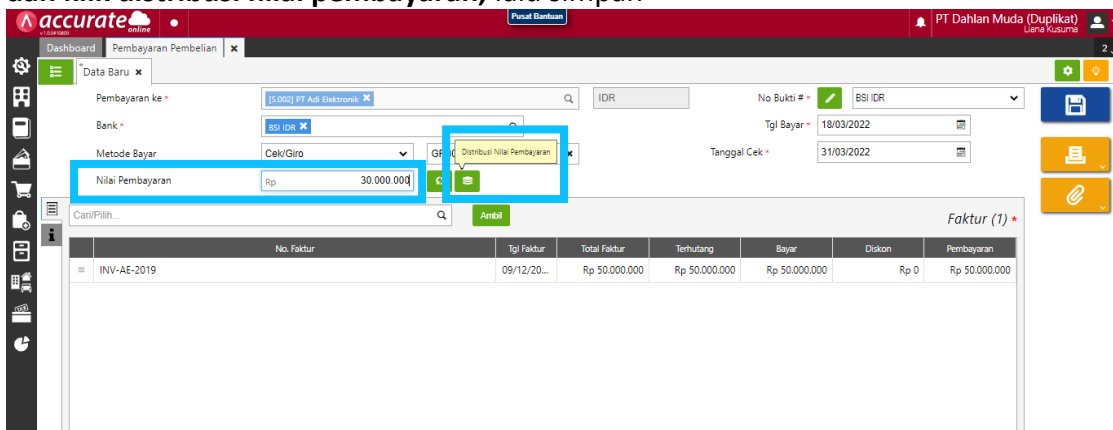 accurate online
v1.0.GP10800
Pusat Bantuan
PT Dahlan Muda (Duplikat)
Liana Kusuma
Dashboard Pembayaran Pembelian
2
*Data Baru
Pembayaran ke *
[S.002] PT Adi Elektronik
IDR
No Bukti # *
BSI IDR
Bank *
BSI IDR
Tgl Bayar *
18/03/2022
Metode Bayar
Cek/Giro
Distribusi Nilai Pembayaran
Tanggal Cek *
31/03/2022
Nilai Pembayaran
Rp 30.000.000
Cari/Pilih...
Ambil
Faktur (1) *
No. Faktur Tgl Faktur Total Faktur Terhutang Bayar Diskon Pembayaran
INV-AE-2019 09/12/20... Rp 50.000.000 Rp 50.000.000 Rp 50.000.000 Rp 0 Rp 50.000.000